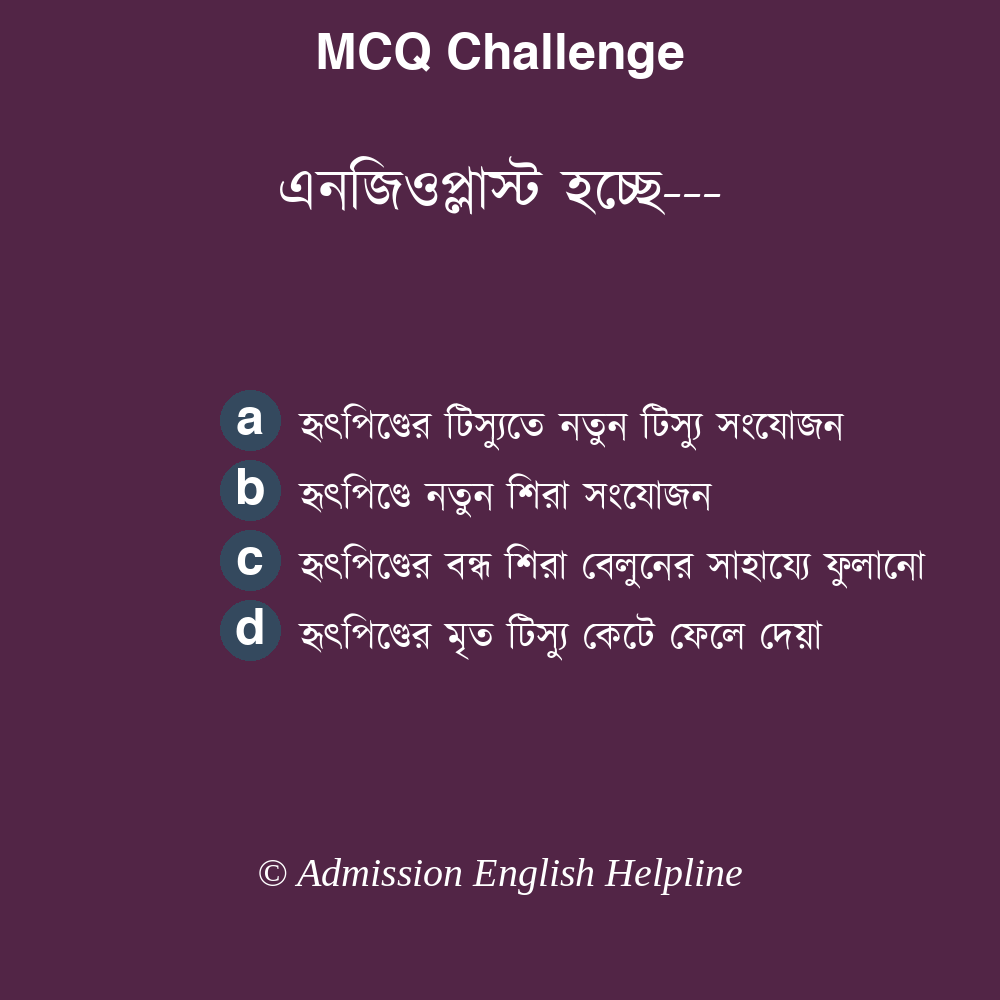 MCQ Challenge
এনজিওপ্লাস্ট হচ্ছে---
a হৃৎপিণ্ডের টিস্যুতে নতুন টিস্যু সংযোজন
b হৃৎপিণ্ডে নতুন শিরা সংযোজন
c হৃৎপিণ্ডের বন্ধ শিরা বেলুনের সাহায্যে ফুলানো
d হৃৎপিণ্ডের মৃত টিস্যু কেটে ফেলে দেয়া
© Admission English Helpline